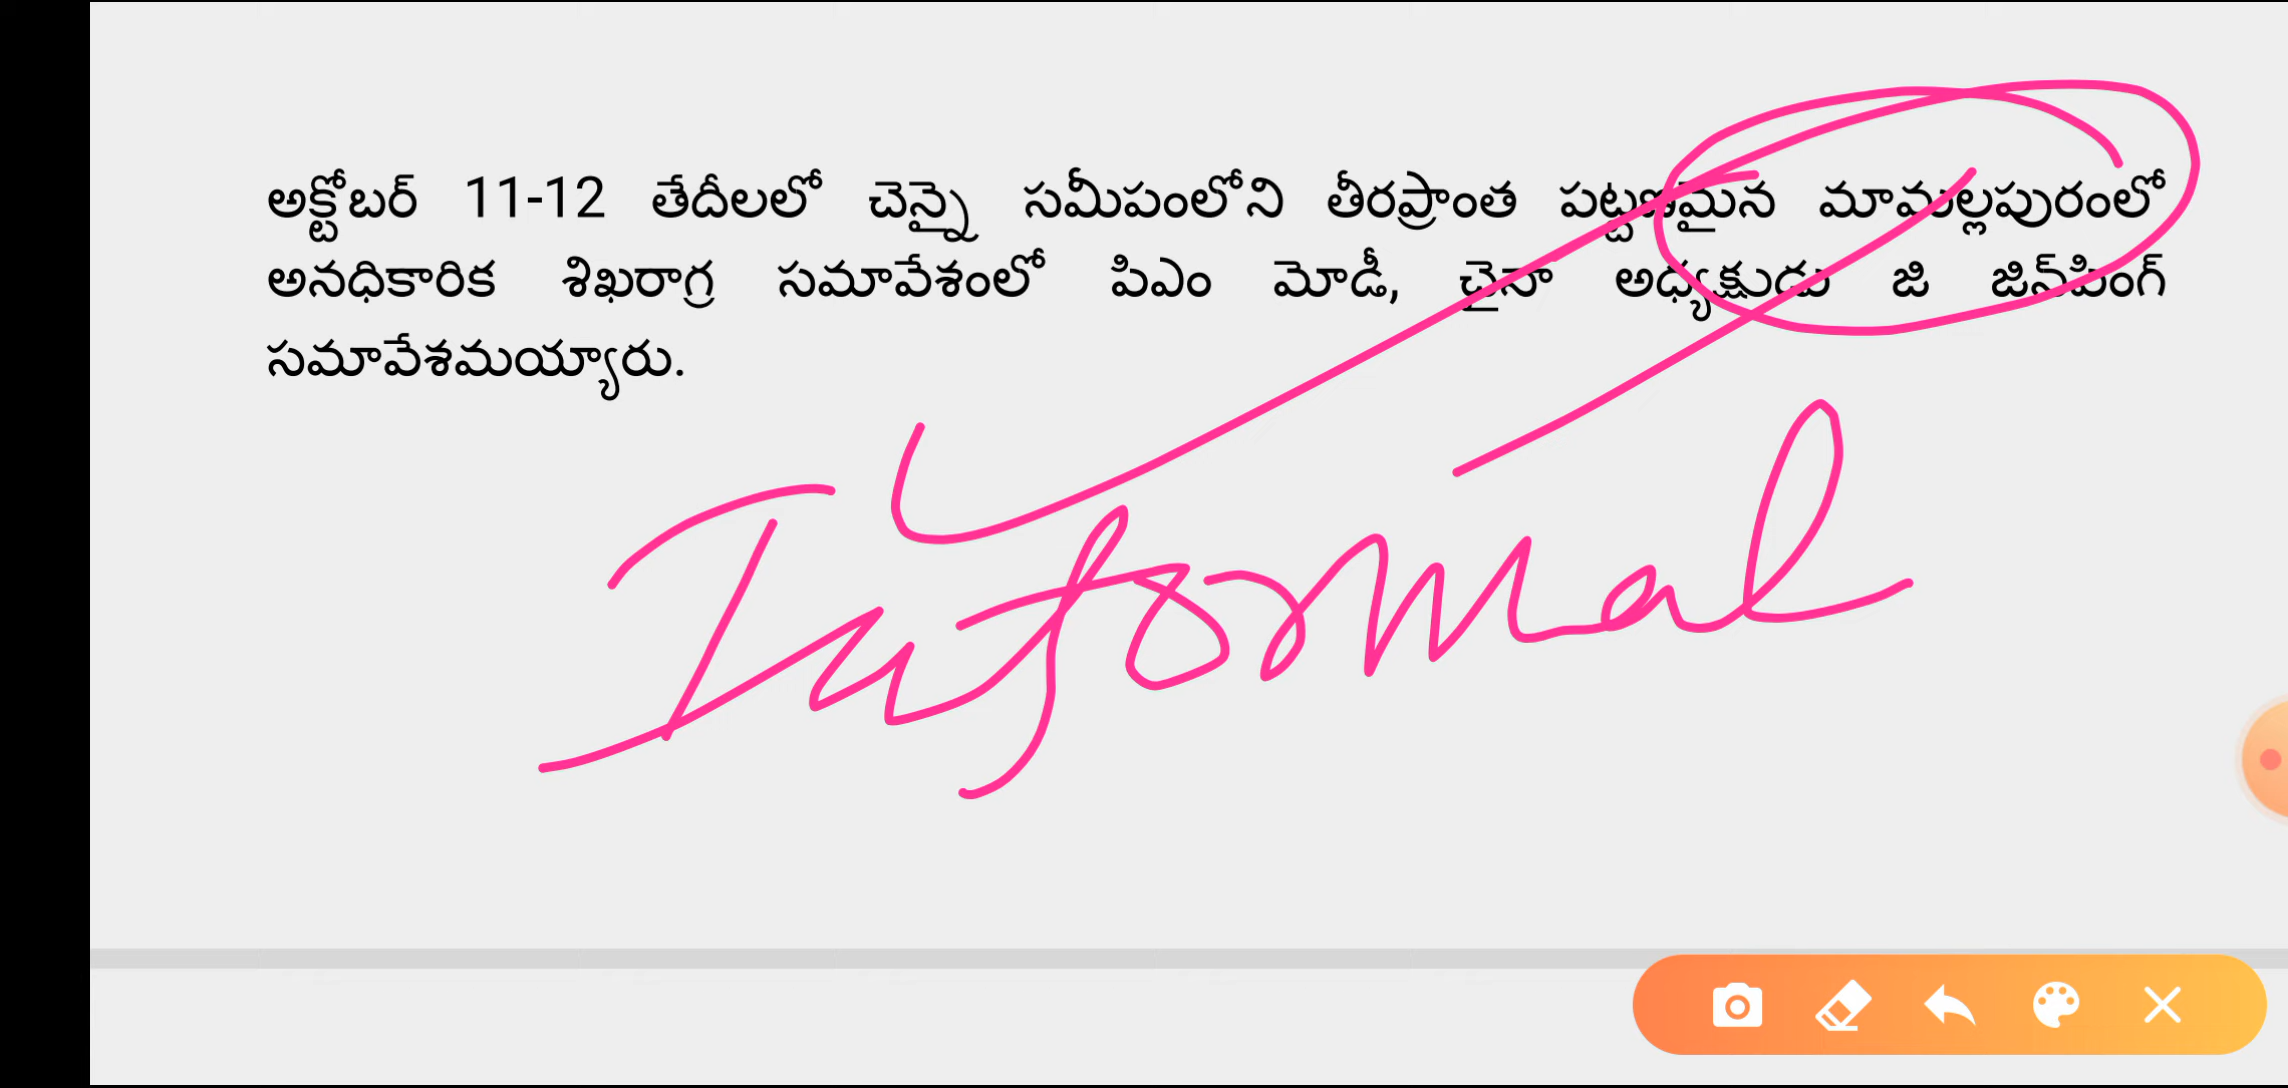 అక్టోబర్ 11-12 తేదీలలో చెన్నై సమీపంలోని తీరప్రాంత పట్టణమైన మామల్లపురంలో
అనధికారిక శిఖరాగ్ర సమావేశంలో పిఎం మోడీ, చైనా అధ్యక్షుడు జి జిన్‌పింగ్
సమావేశమయ్యారు.
Informal